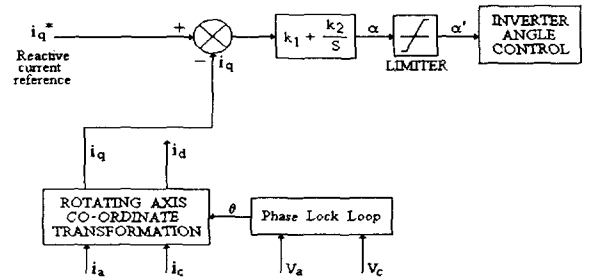 iq*
+
Reactive
current
reference
−
iq
k1 + k2/S
α
LIMITER
α'
INVERTER
ANGLE
CONTROL
iq
id
ROTATING AXIS
CO-ORDINATE
TRANSFORMATION
θ
Phase Lock Loop
ia
ic
Va
Vc